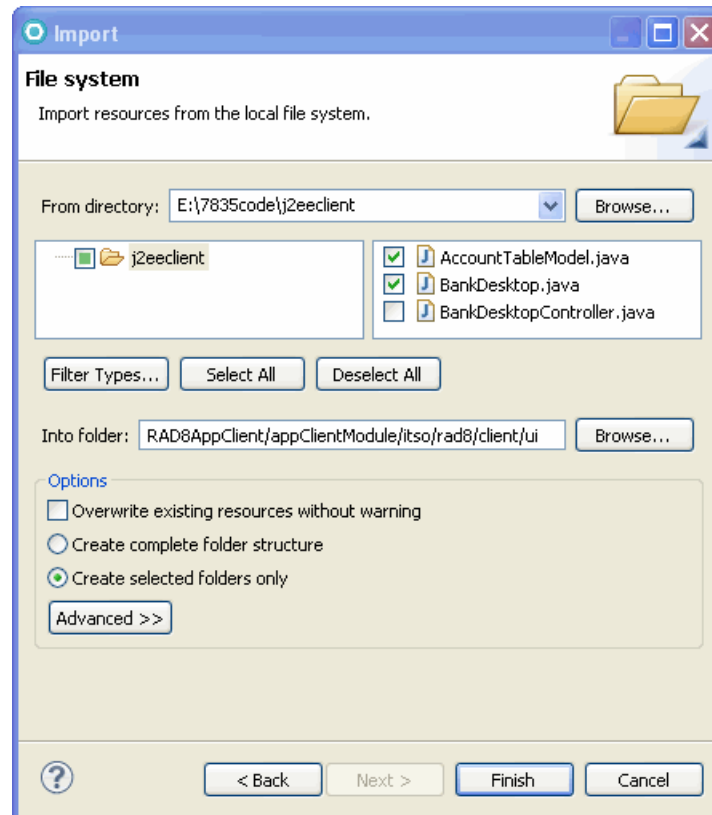 Import
File system
Import resources from the local file system.
From directory: E:\7835code\j2eeclient Browse...
j2eeclient
AccountTableModel.java
BankDesktop.java
BankDesktopController.java
Filter Types... Select All Deselect All
Into folder: RAD8AppClient/appClientModule/itso/rad8/client/ui Browse...
Options
Overwrite existing resources without warning
Create complete folder structure
Create selected folders only
Advanced >>
? < Back Next > Finish Cancel